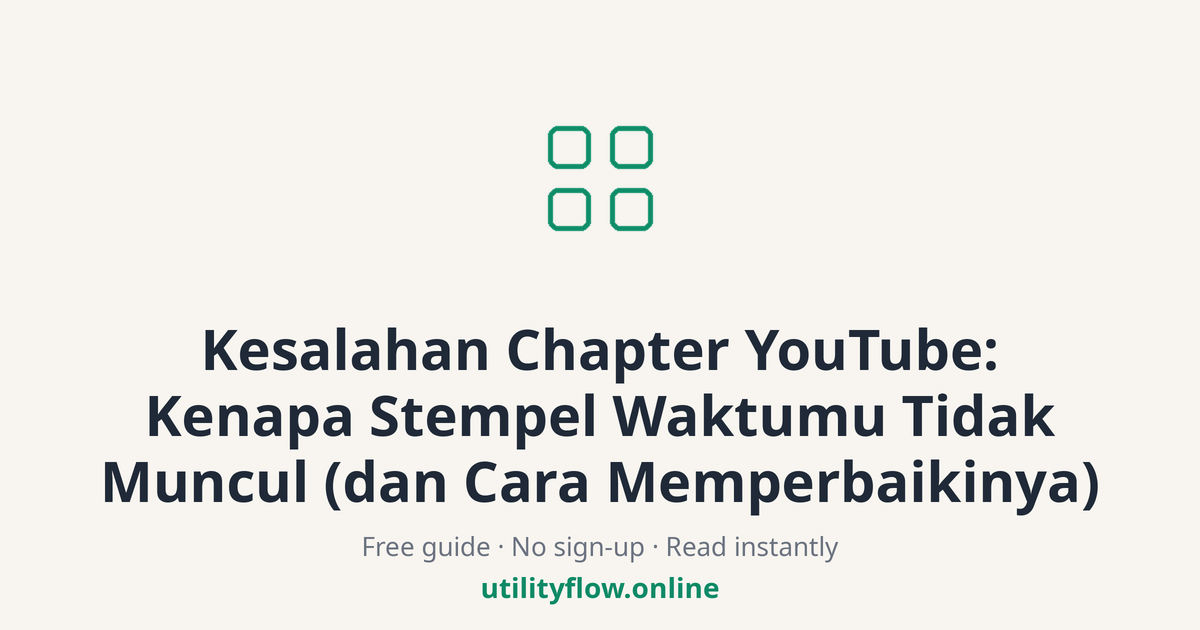 Kesalahan Chapter YouTube:
Kenapa Stempel Waktumu Tidak
Muncul (dan Cara Memperbaikinya)
Free guide · No sign-up · Read instantly
utilityflow.online